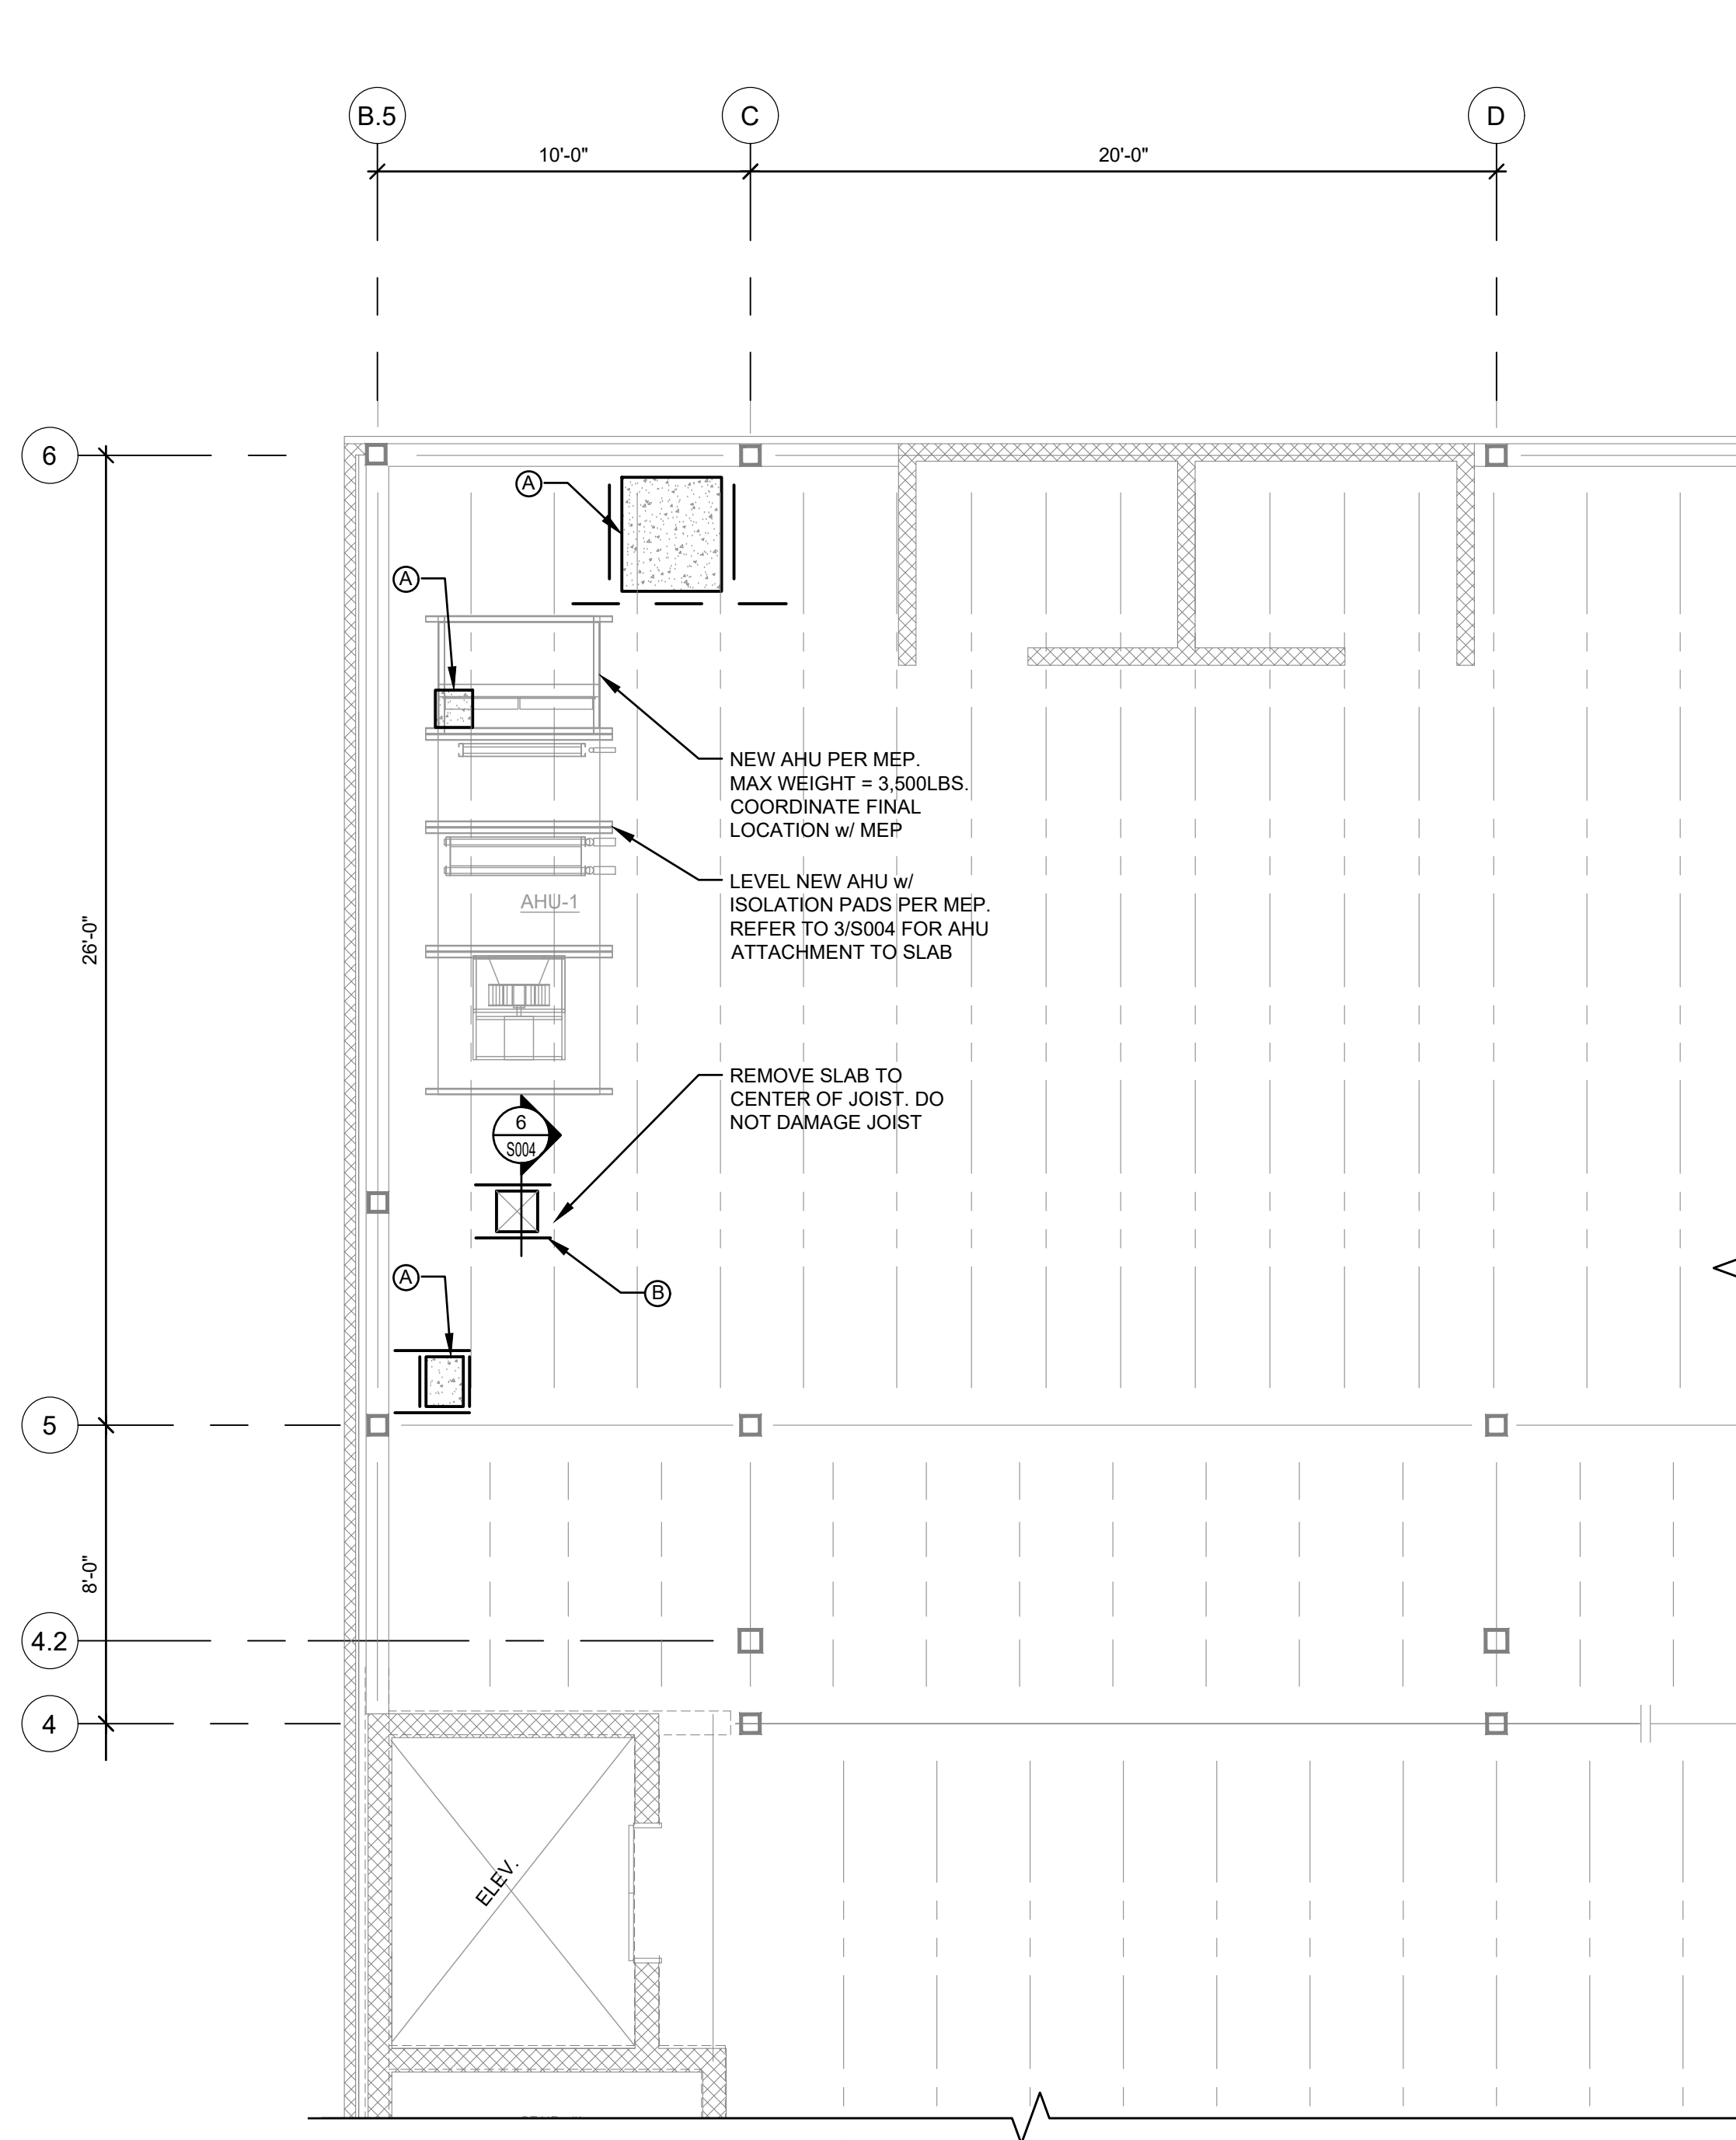 B.5
C
D
10'-0"
20'-0"
6
A
A
26'-0"
NEW AHU PER MEP.
MAX WEIGHT = 3,500LBS.
COORDINATE FINAL
LOCATION w/ MEP
LEVEL NEW AHU w/
ISOLATION PADS PER MEP.
REFER TO 3/S004 FOR AHU
ATTACHMENT TO SLAB
AHU-1
REMOVE SLAB TO
CENTER OF JOIST. DO
NOT DAMAGE JOIST
6
S004
A
B
5
8'-0"
4.2
4
ELEV.